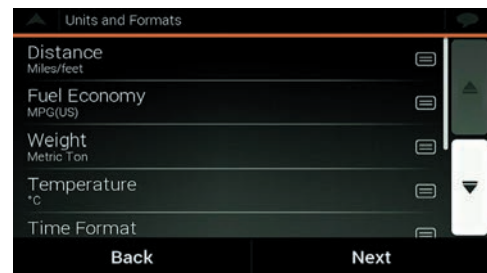 Units and Formats
Distance
Miles/feet
Fuel Economy
MPG(US)
Weight
Metric Ton
Temperature
°C
Time Format
Back
Next